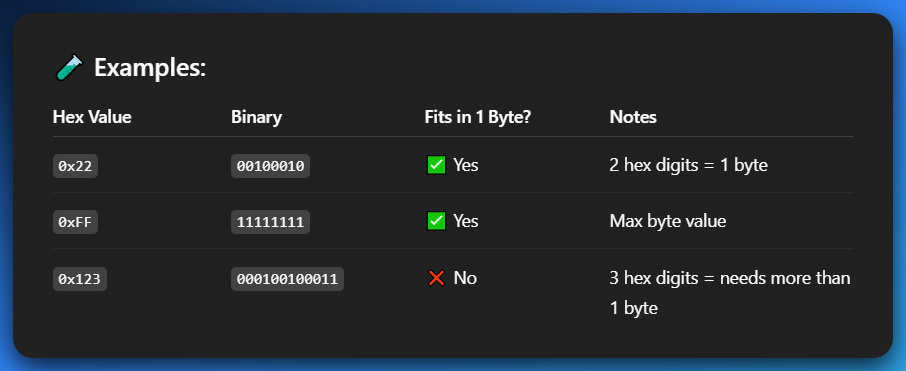 Examples:
Hex Value Binary Fits in 1 Byte? Notes
0x22 00100010 Yes 2 hex digits = 1 byte
0xFF 11111111 Yes Max byte value
0x123 000100100011 No 3 hex digits = needs more than
1 byte